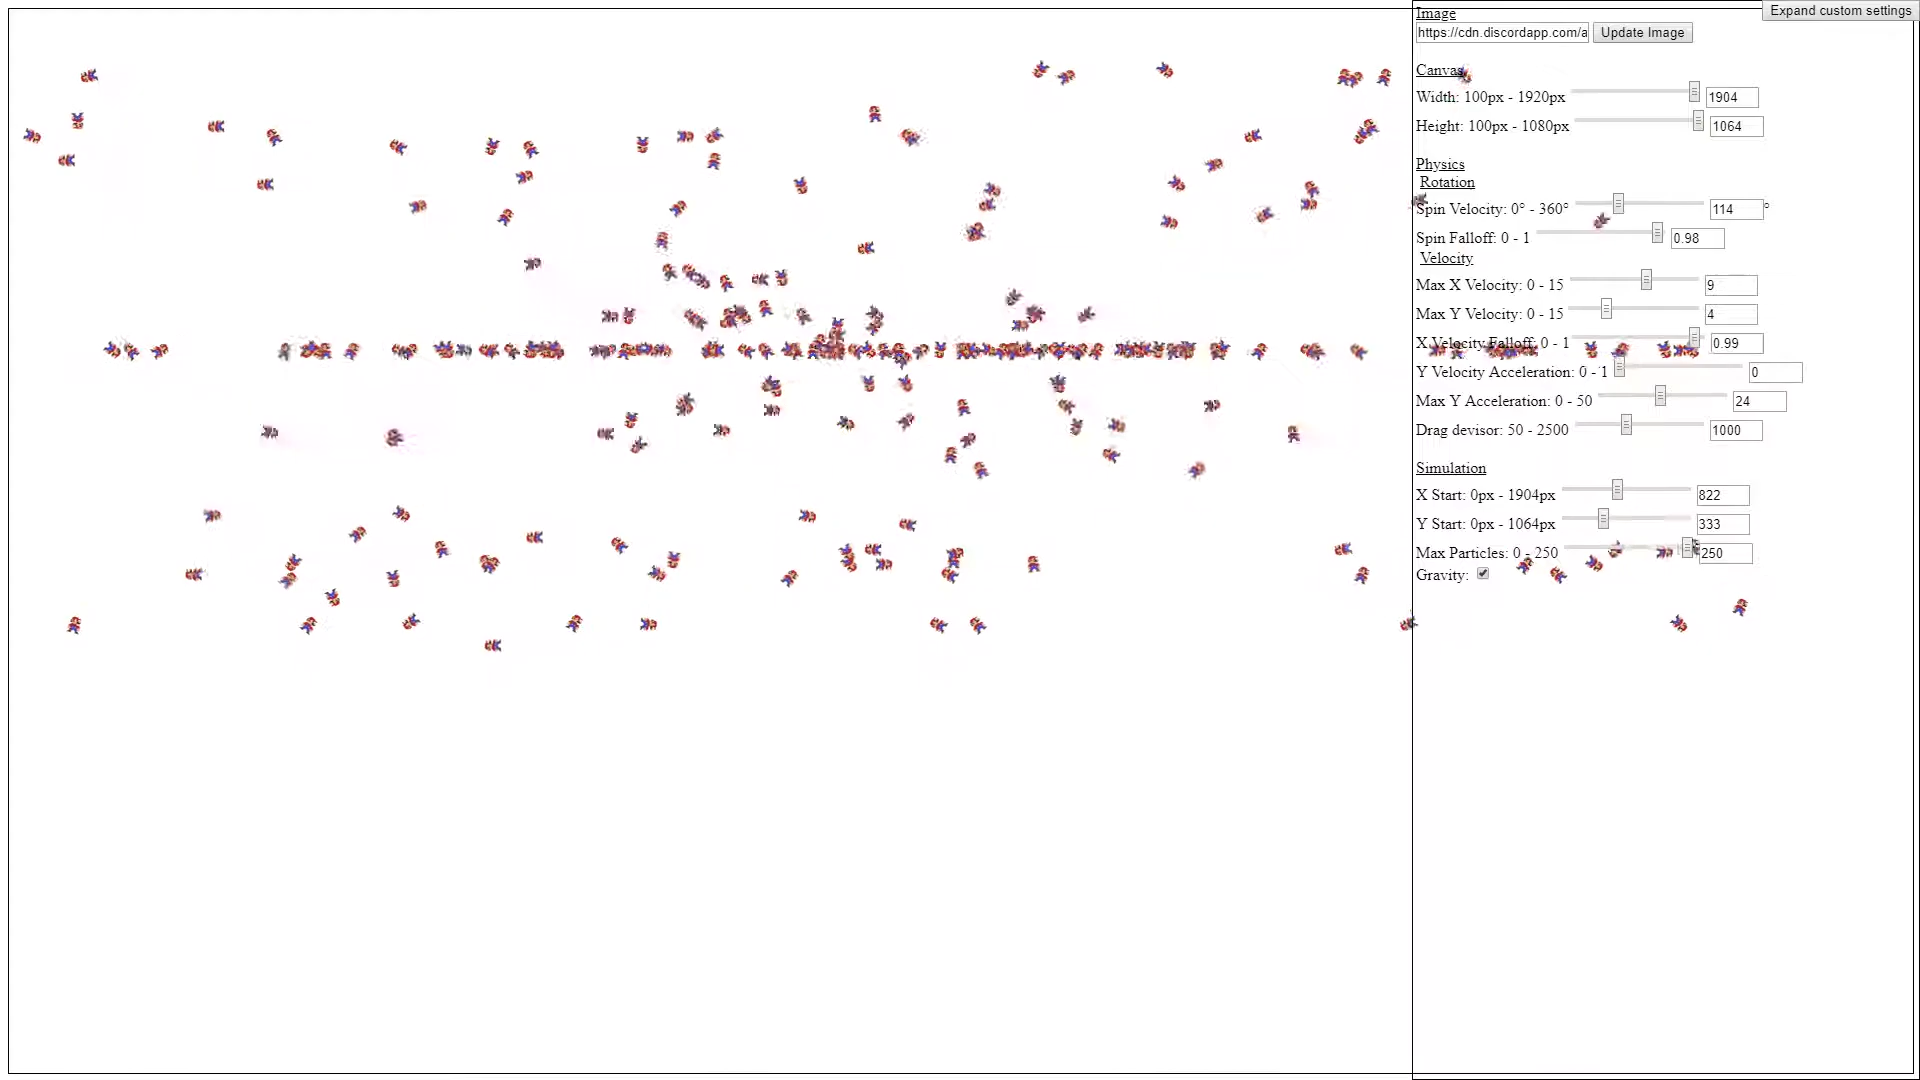 Expand custom settings
Image
https://cdn.discordapp.com/a Update Image
Canvas
Width: 100px - 1920px 1904
Height: 100px - 1080px 1064
Physics
Rotation
Spin Velocity: 0° - 360° 114 °
Spin Falloff: 0 - 1 0.98
Velocity
Max X Velocity: 0 - 15 9
Max Y Velocity: 0 - 15 4
X Velocity Falloff: 0 - 1 0.99
Y Velocity Acceleration: 0 - 1 0
Max Y Acceleration: 0 - 50 24
Drag devisor: 50 - 2500 1000
Simulation
X Start: 0px - 1904px 822
Y Start: 0px - 1064px 333
Max Particles: 0 - 250 250
Gravity: